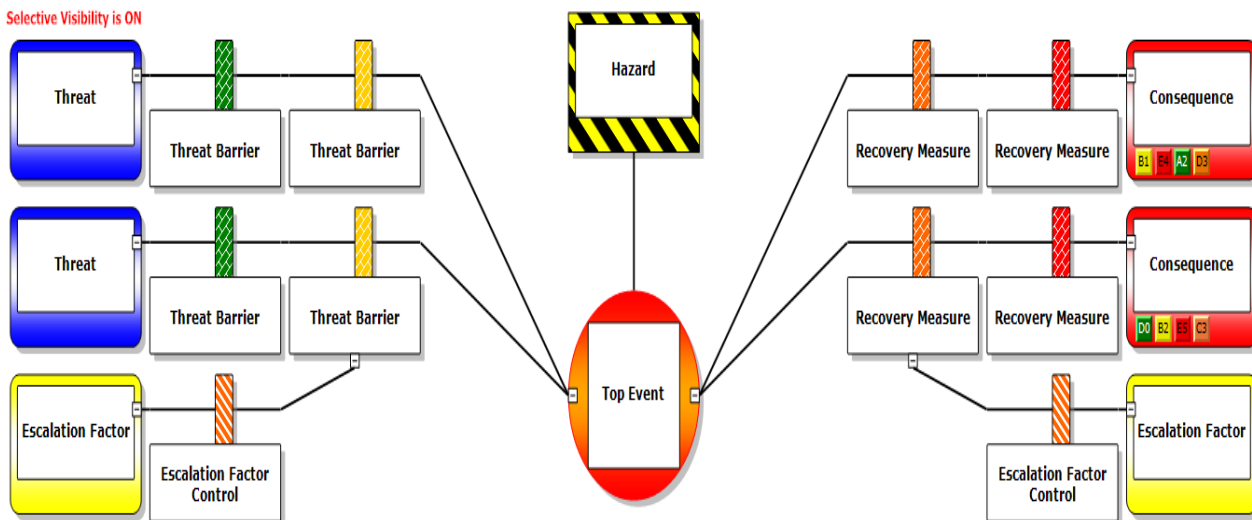 Selective Visibility is ON
Threat
Threat Barrier
Threat Barrier
Hazard
Recovery Measure
Recovery Measure
Consequence
B1 E4 A2 D3
Threat
Threat Barrier
Threat Barrier
Top Event
Recovery Measure
Recovery Measure
Consequence
D0 B2 E5 C3
Escalation Factor
Escalation Factor
Control
Escalation Factor
Control
Escalation Factor